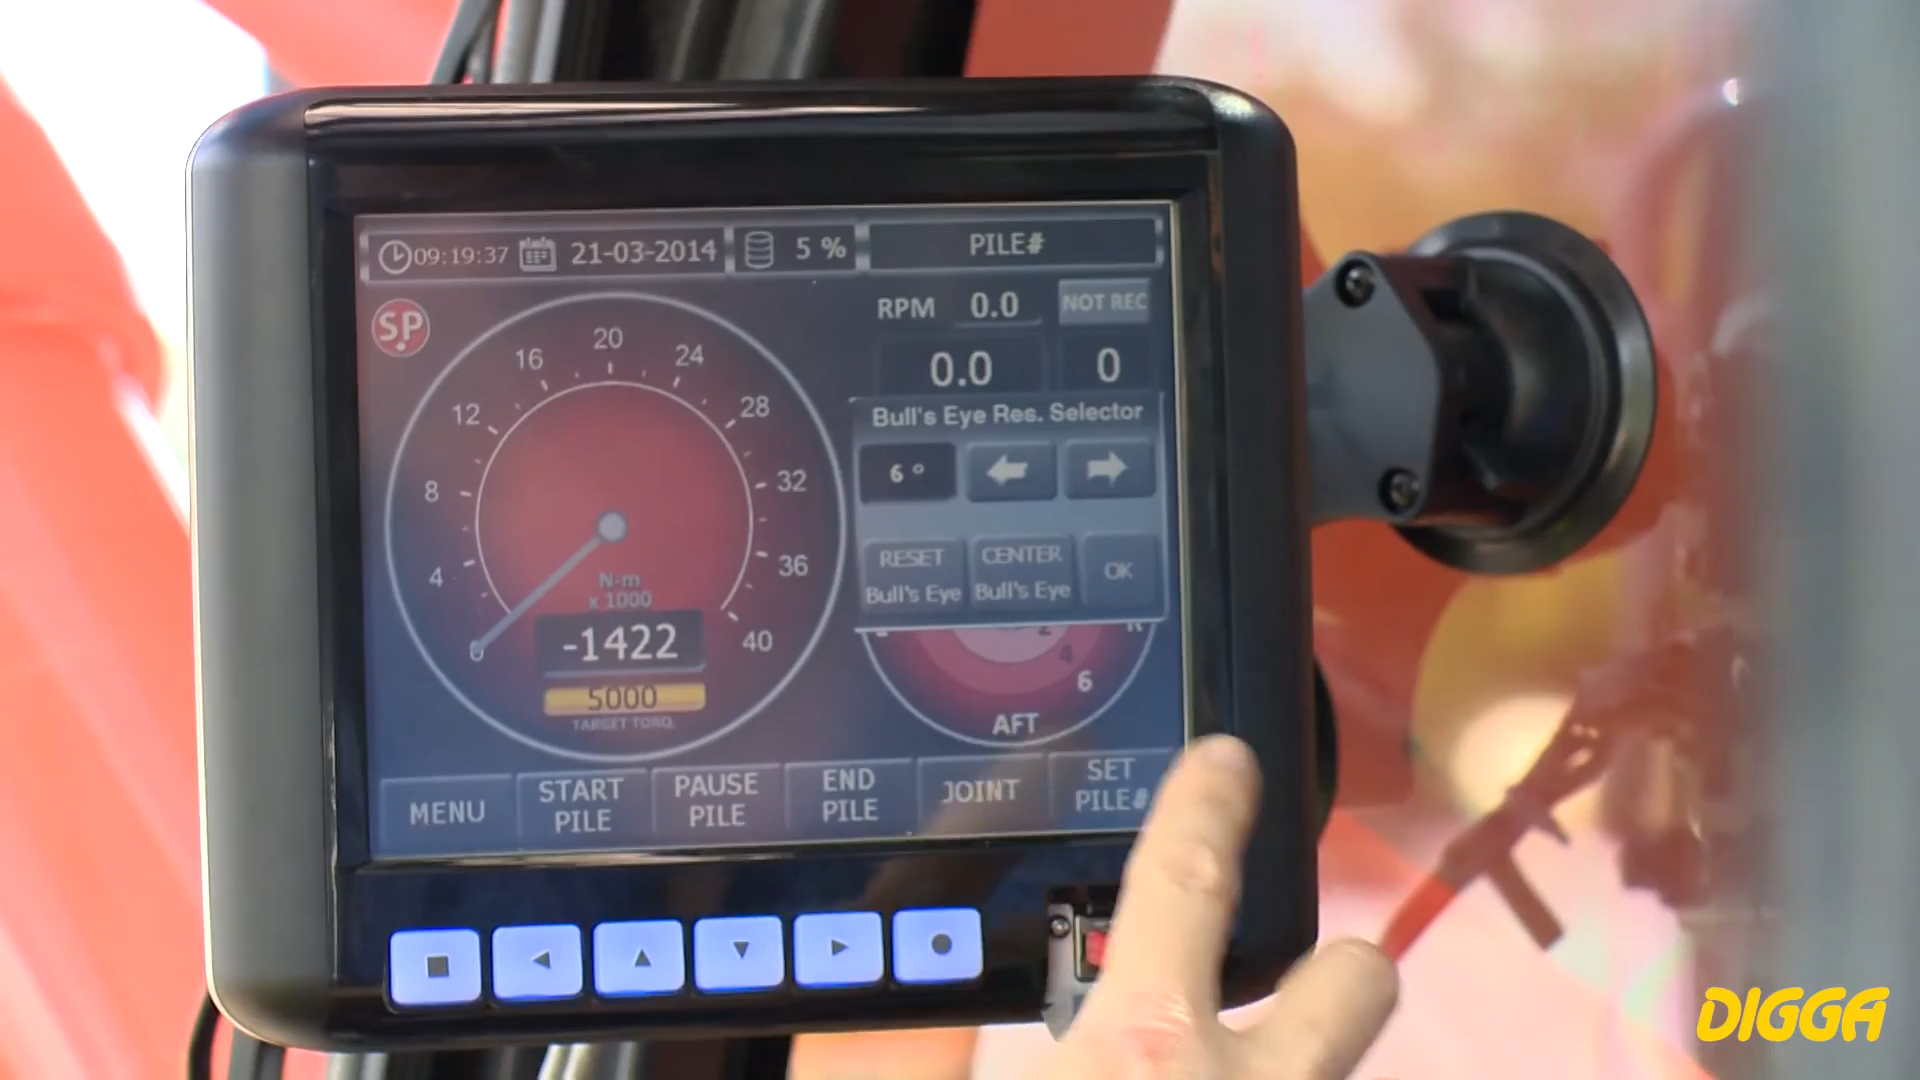 09:19:37 21-03-2014 5 % PILE#
SP
RPM 0.0 NOT REC
0.0 0
Bull's Eye Res. Selector
6 °
RESET Bull's Eye
CENTER Bull's Eye
OK
0 4 8 12 16 20 24 28 32 36 40
N-m
x 1000
-1422
5000
TARGET TORQ.
2 4 6
R
AFT
MENU
START PILE
PAUSE PILE
END PILE
JOINT
SET PILE#
DIGGA